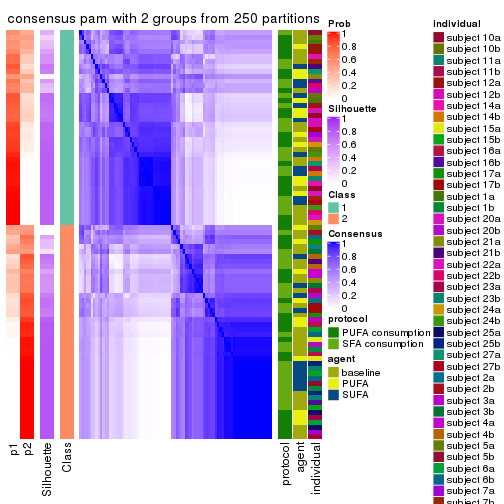 consensus pam with 2 groups from 250 partitions
p1
p2
Silhouette
Class
protocol
agent
individual
Prob
1
0.8
0.6
0.4
0.2
0
Silhouette
1
0.8
0.6
0.4
0.2
0
Class
1
2
Consensus
1
0.8
0.6
0.4
0.2
0
protocol
PUFA consumption
SFA consumption
agent
baseline
PUFA
SUFA
individual
subject 10a
subject 10b
subject 11a
subject 11b
subject 12a
subject 12b
subject 14a
subject 14b
subject 15a
subject 15b
subject 16a
subject 16b
subject 17a
subject 17b
subject 1a
subject 1b
subject 20a
subject 20b
subject 21a
subject 21b
subject 22a
subject 22b
subject 23a
subject 23b
subject 24a
subject 24b
subject 25a
subject 25b
subject 27a
subject 27b
subject 2a
subject 2b
subject 3a
subject 3b
subject 4a
subject 4b
subject 5a
subject 5b
subject 6a
subject 6b
subject 7a
subject 7b